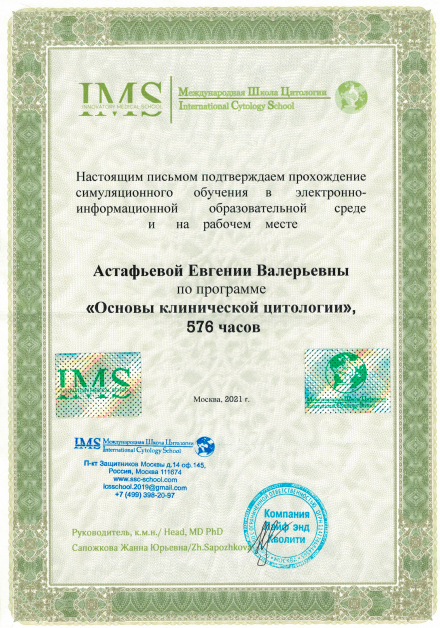 IMS
INNOVATORY MEDICAL SCHOOL
Международная Школа Цитологии
International Cytology School
Настоящим письмом подтверждаем прохождение
симуляционного обучения в электронно-
информационной образовательной среде
и на рабочем месте
Астафьевой Евгении Валерьевны
по программе
«Основы клинической цитологии»,
576 часов
IMS
Москва, 2021 г.
IMS Международная Школа Цитологии
International Cytology School
П-кт Защитников Москвы д.14 оф.145,
Россия, Москва 111674
www.asc-school.com
icsschool.2019@gmail.com
+7 (499) 398-20-97
Компания
Лайф энд
Кволити
МОСКВА
Руководитель, к.м.н./ Head, MD PhD
Сапожкова Жанна Юрьевна/Zh.Sapozhkova